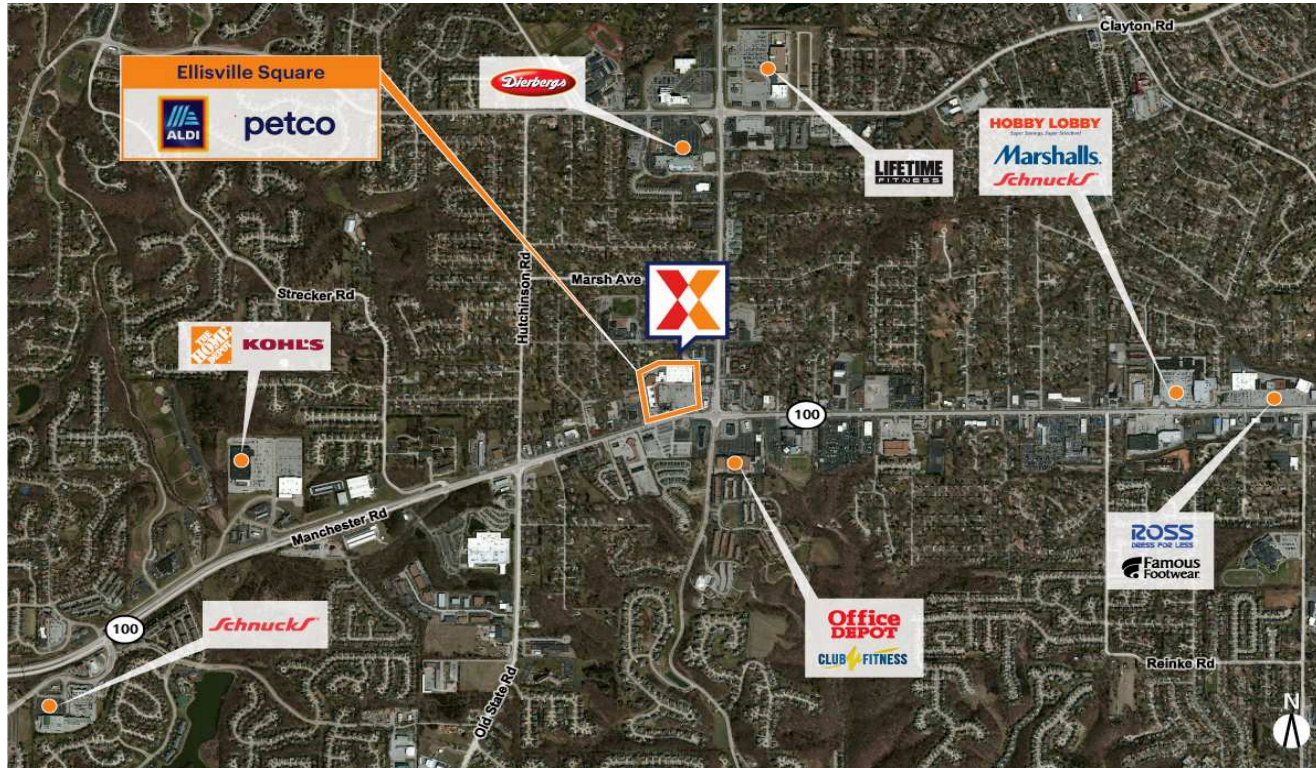 Clayton Rd
Ellisville Square
ALDI
petco
Dierbergs
LIFETIME
FITNESS
HOBBY LOBBY
Super Savings, Super Selection!
Marshalls.
Schnucks
Hutchinson Rd
Marsh Ave
Strecker Rd
THE
HOME
DEPOT
KOHL'S
100
Manchester Rd
ROSS
DRESS FOR LESS
Famous
Footwear
Schnucks
100
Office
DEPOT
CLUB FITNESS
Reinke Rd
Old State Rd
N